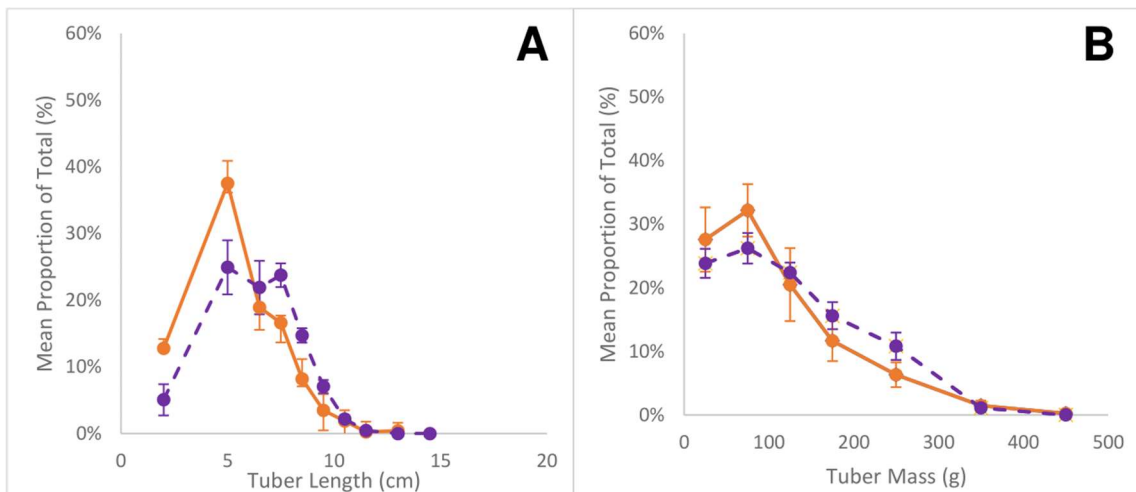 A
60%
50%
40%
30%
20%
10%
0%
Mean Proportion of Total (%)
0 5 10 15 20
Tuber Length (cm)
B
60%
50%
40%
30%
20%
10%
0%
Mean Proportion of Total (%)
0 100 200 300 400 500
Tuber Mass (g)